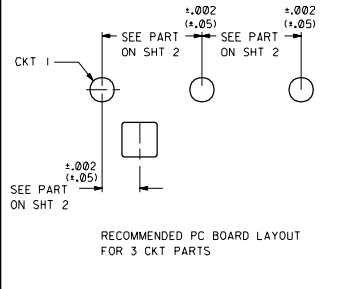 ±.002
(±.05)
±.002
(±.05)
SEE PART
ON SHT 2
SEE PART
ON SHT 2
CKT 1
±.002
(±.05)
SEE PART
ON SHT 2
RECOMMENDED PC BOARD LAYOUT
FOR 3 CKT PARTS